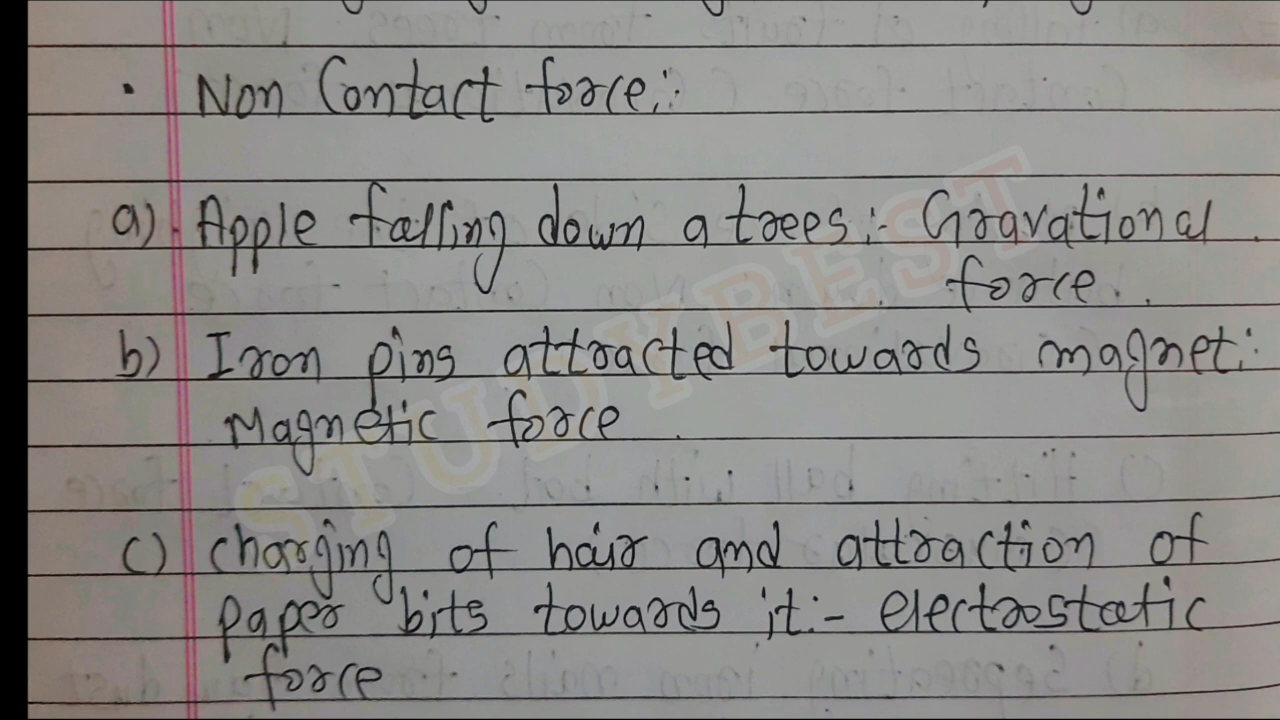 • Non Contact force:-
a) Apple falling down a trees :- Gravational
force.
b) Iron pins attracted towards magnet:
Magnetic force.
c) charging of hair and attraction of
paper bits towards it:- electrostatic
force
STUDYBEST